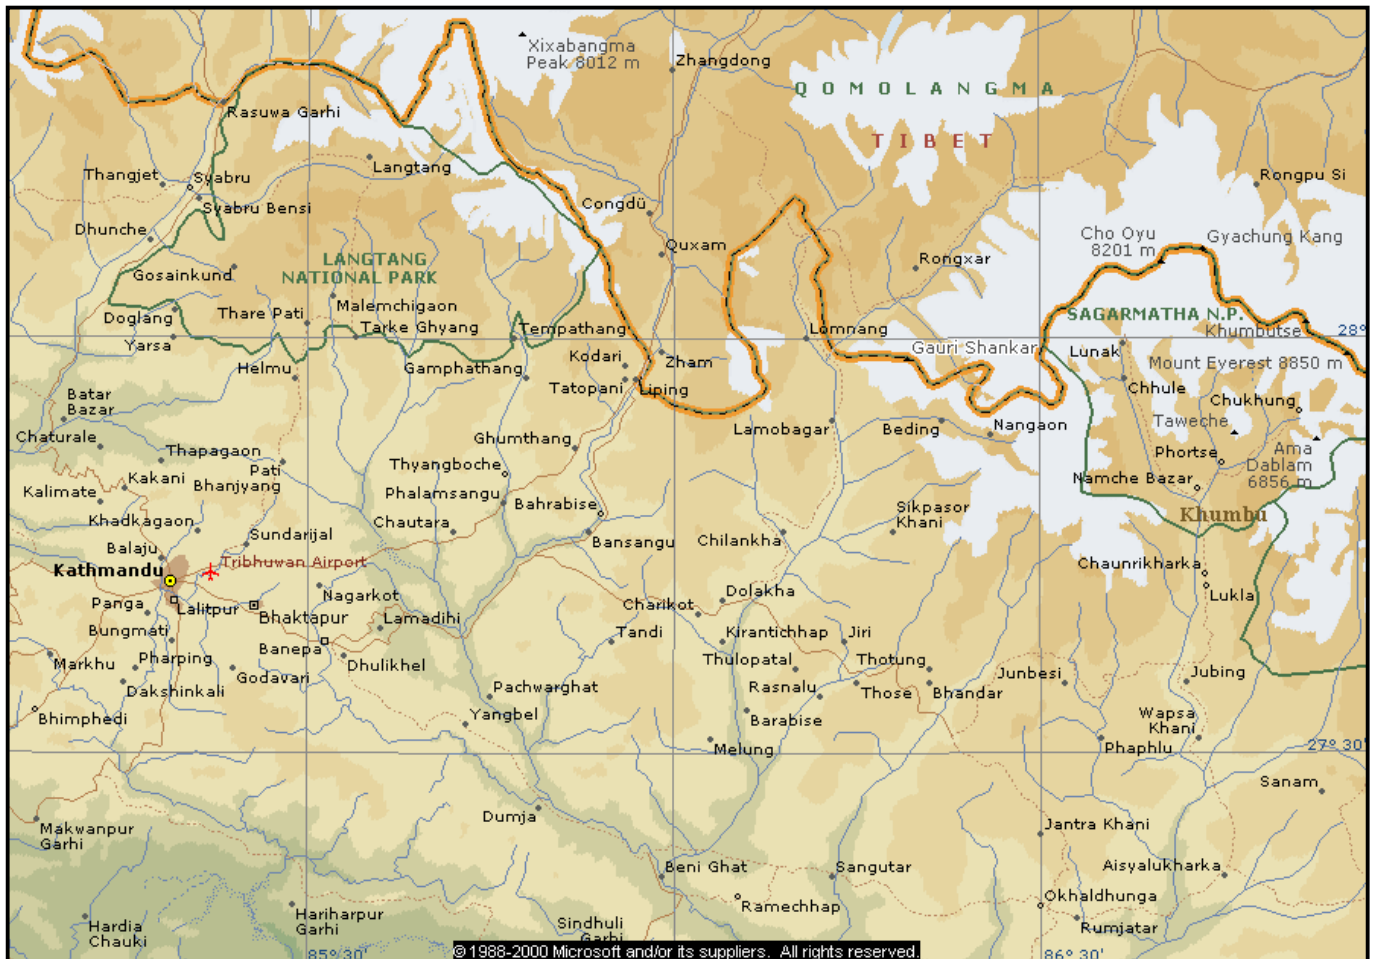 Xixabangma
Peak 8012 m
Zhangdong
QOMOLANGMA
TIBET
Rasuwa Garhi
Langtang
Thangjet
Syabru
Syabru Bensi
Rongpu Si
Congdü
Dhunche
Quxam
Cho Oyu
8201 m
Gyachung Kang
Rongxar
Gosainkund
LANGTANG
NATIONAL PARK
Malemchigaon
Doglang
Thare Pati
Tarke Ghyang
Tempathang
Lomnang
SAGARMATHA N.P.
Khumbutse
28°
Yarsa
Kodari
Zham
Gauri Shankar
Lunak
Mount Everest 8850 m
Helmu
Gamphathang
Tatopani
Liping
Chhule
Chukhung
Batar
Bazar
Lamobagar
Beding
Nangaon
Taweche
Chaturale
Ghumthang
Ama
Dablam
6856 m
Thapagaon
Phortse
Kakani
Pati
Bhanjyang
Thyangboche
Namche Bazar
Kalimate
Phalamsangu
Bahrabise
Sikpasor
Khani
Khumbu
Khadkagaon
Chautara
Sundarijal
Bansangu
Chilankha
Balaju
Kathmandu
Tribhuwan Airport
Chaunrikharka
Nagarkot
Dolakha
Lukla
Panga
Lalitpur
Bhaktapur
Lamadihi
Charikot
Bungmati
Tandi
Kirantichhap
Jiri
Banepa
Markhu
Pharping
Dhulikhel
Thulopatal
Thotung
Godavari
Junbesi
Jubing
Dakshinkali
Pachwarghat
Rasnalu
Those
Bhandar
Bhimphedi
Yangbel
Barabise
Wapsa
Khani
Melung
Phaphlu
27° 30'
Sanam
Dumja
Makwanpur
Garhi
Jantra Khani
Beni Ghat
Sangutar
Aisyalukharka
Ramechhap
Okhaldhunga
Hariharpur
Garhi
Hardia
Chauki
Sindhuli
Garhi
Rumjatar
85° 30'
© 1988-2000 Microsoft and/or its suppliers. All rights reserved.
86° 30'